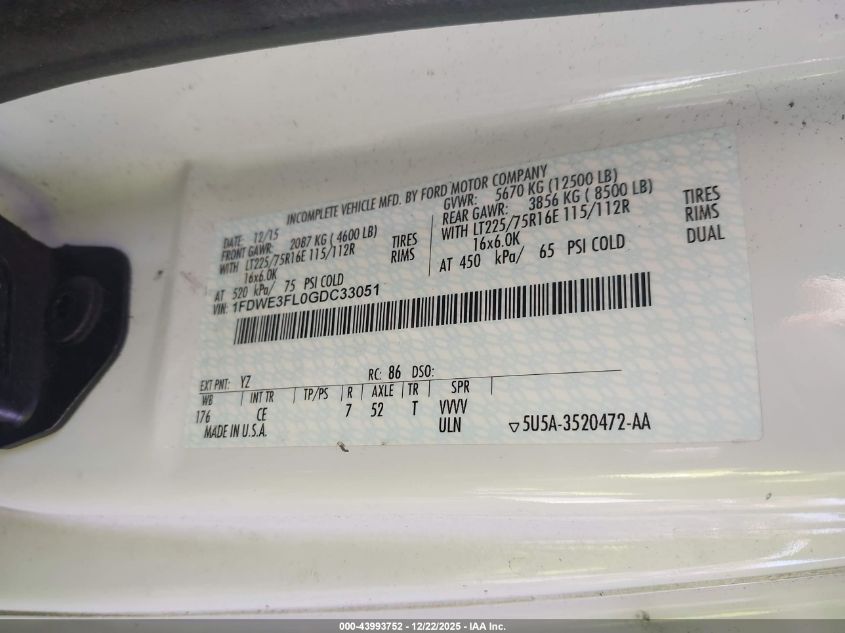 INCOMPLETE VEHICLE MFD. BY FORD MOTOR COMPANY
DATE: 12/15
FRONT GAWR: 2087 KG ( 4600 LB)
WITH LT225/75R16E 115/112R TIRES
16x6.0K RIMS
AT 520 kPa/ 75 PSI COLD
GVWR: 5670 KG (12500 LB)
REAR GAWR: 3856 KG ( 8500 LB)
WITH LT225/75R16E 115/112R TIRES
16x6.0K RIMS
AT 450 kPa/ 65 PSI COLD DUAL
VIN: 1FDWE3FL0GDC33051
EXT PNT: YZ RC: 86 DSO:
WB INT TR TP/PS R AXLE TR SPR
176 CE 7 52 T VVVV
MADE IN U.S.A. ULN ▽5U5A-3520472-AA
000-43993752 - 12/22/2025 - IAA Inc.